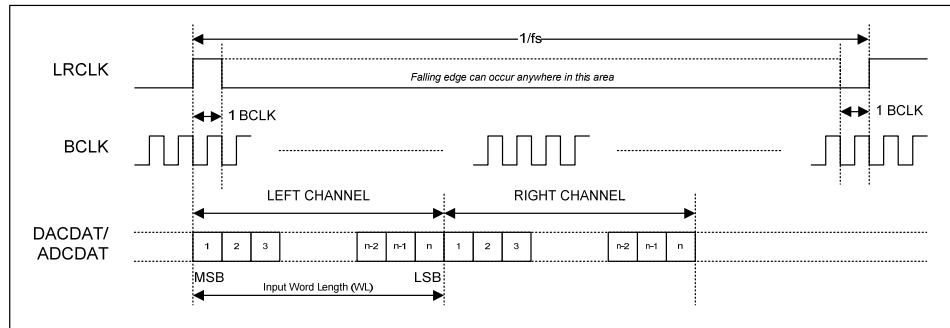 1/fs
LRCLK
Falling edge can occur anywhere in this area
1 BCLK
1 BCLK
BCLK
LEFT CHANNEL
RIGHT CHANNEL
DACDAT/
ADCDAT
1 2 3 n-2 n-1 n 1 2 3 n-2 n-1 n
MSB LSB
Input Word Length (WL)